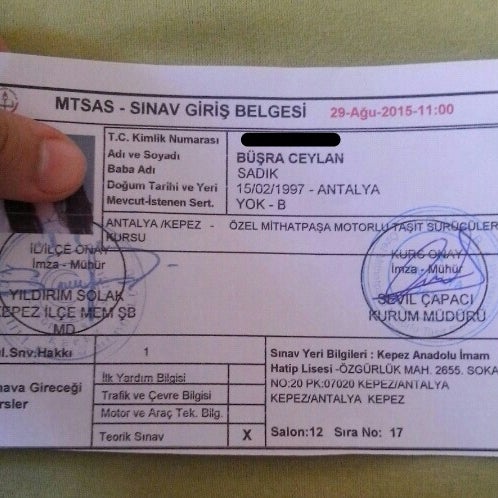 MTSAS - SINAV GİRİŞ BELGESİ 29-Ağu-2015-11:00
T.C. Kimlik Numarası
Adı ve Soyadı BÜŞRA CEYLAN
Baba Adı SADIK
Doğum Tarihi ve Yeri 15/02/1997 - ANTALYA
Mevcut-İstenen Sert. YOK - B
ANTALYA /KEPEZ - ÖZEL MİTHATPAŞA MOTORLU TAŞIT SÜRÜCÜLER
KURSU
İL/İLÇE ONAY
İmza - Mühür
YILDIRIM SOLAK
KEPEZ İLÇE MEM ŞB
MD
KURS ONAY
İmza - Mühür
SEVİL ÇAPACI
KURUM MÜDÜRÜ
ul.Snv.Hakkı 1
nava Gireceği
ersler
İlk Yardım Bilgisi
Trafik ve Çevre Bilgisi
Motor ve Araç Tek. Bilg.
Teorik Sınav X
Sınav Yeri Bilgileri : Kepez Anadolu İmam
Hatip Lisesi -ÖZGÜRLÜK MAH. 2655. SOKA
NO:20 PK:07020 KEPEZ/ANTALYA
KEPEZ/ANTALYA KEPEZ
Salon:12 Sıra No: 17